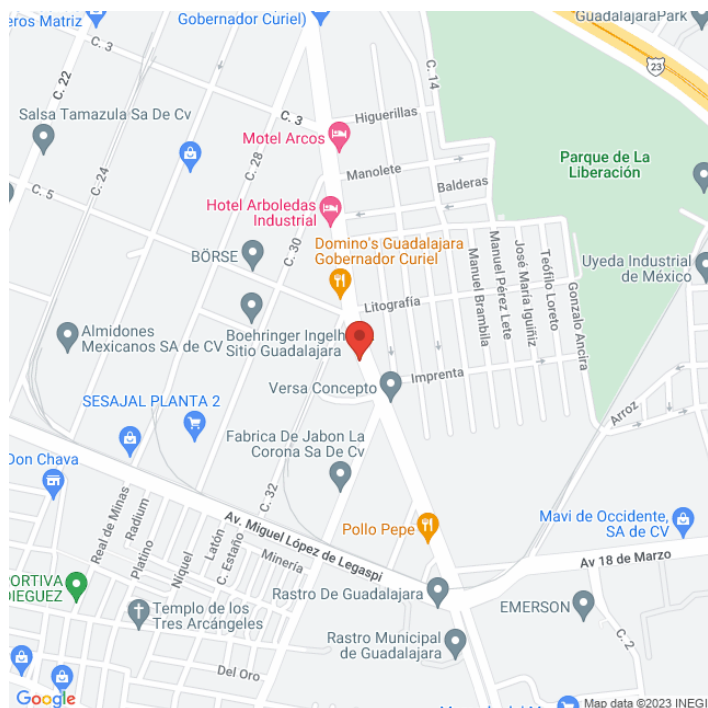 eros Matriz
Gobernador Curiel)
GuadalajaraPark
23
C. 3
C. 22
C. 14
Salsa Tamazula Sa De Cv
C. 3
Higuerillas
Motel Arcos
C. 24
C. 28
Manolete
Parque de La
Liberación
Balderas
C. 5
Hotel Arboledas
Industrial
C. 30
BÖRSE
Domino's Guadalajara
Gobernador Curiel
Manuel Brambila
Manuel Pérez Lete
José María Iguiñiz
Teófilo Loreto
Gonzalo Ancira
Uyeda Industrial
de México
Litografía
Almidones
Mexicanos SA de CV
Boehringer Ingelh
Sitio Guadalajara
Imprenta
Versa Concepto
SESAJAL PLANTA 2
Arroz
Fabrica De Jabon La
Corona Sa De Cv
Don Chava
C. 32
Real de Minas
Radium
Platino
Niquel
Latón
C. Estaño
Av. Miguel López de Legaspi
Minería
Pollo Pepe
Mavi de Occidente,
SA de CV
Av 18 de Marzo
PORTIVA
DIEGUEZ
Rastro De Guadalajara
EMERSON
Templo de los
Tres Arcángeles
C. 2
Rastro Municipal
de Guadalajara
Del Oro
Google
Map data ©2023 INEGI